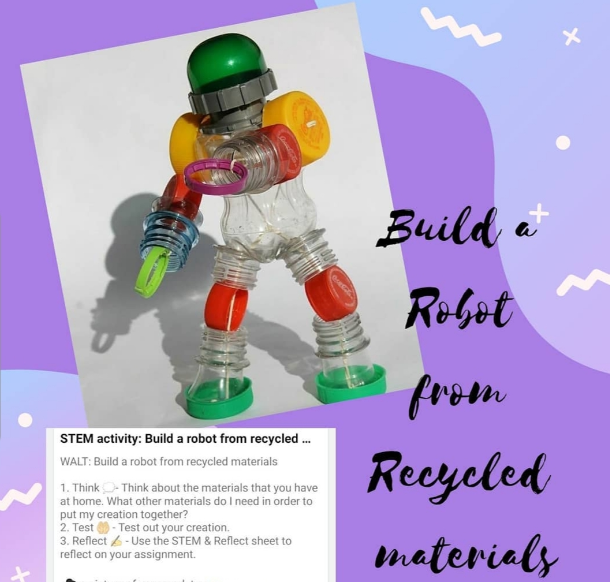 Build a
Robot
from
Recycled
materials
STEM activity: Build a robot from recycled ...
WALT: Build a robot from recycled materials
1. Think 💭- Think about the materials that you have
at home. What other materials do I need in order to
put my creation together?
2. Test 🤲 - Test out your creation.
3. Reflect ✍ - Use the STEM & Reflect sheet to
reflect on your assignment.